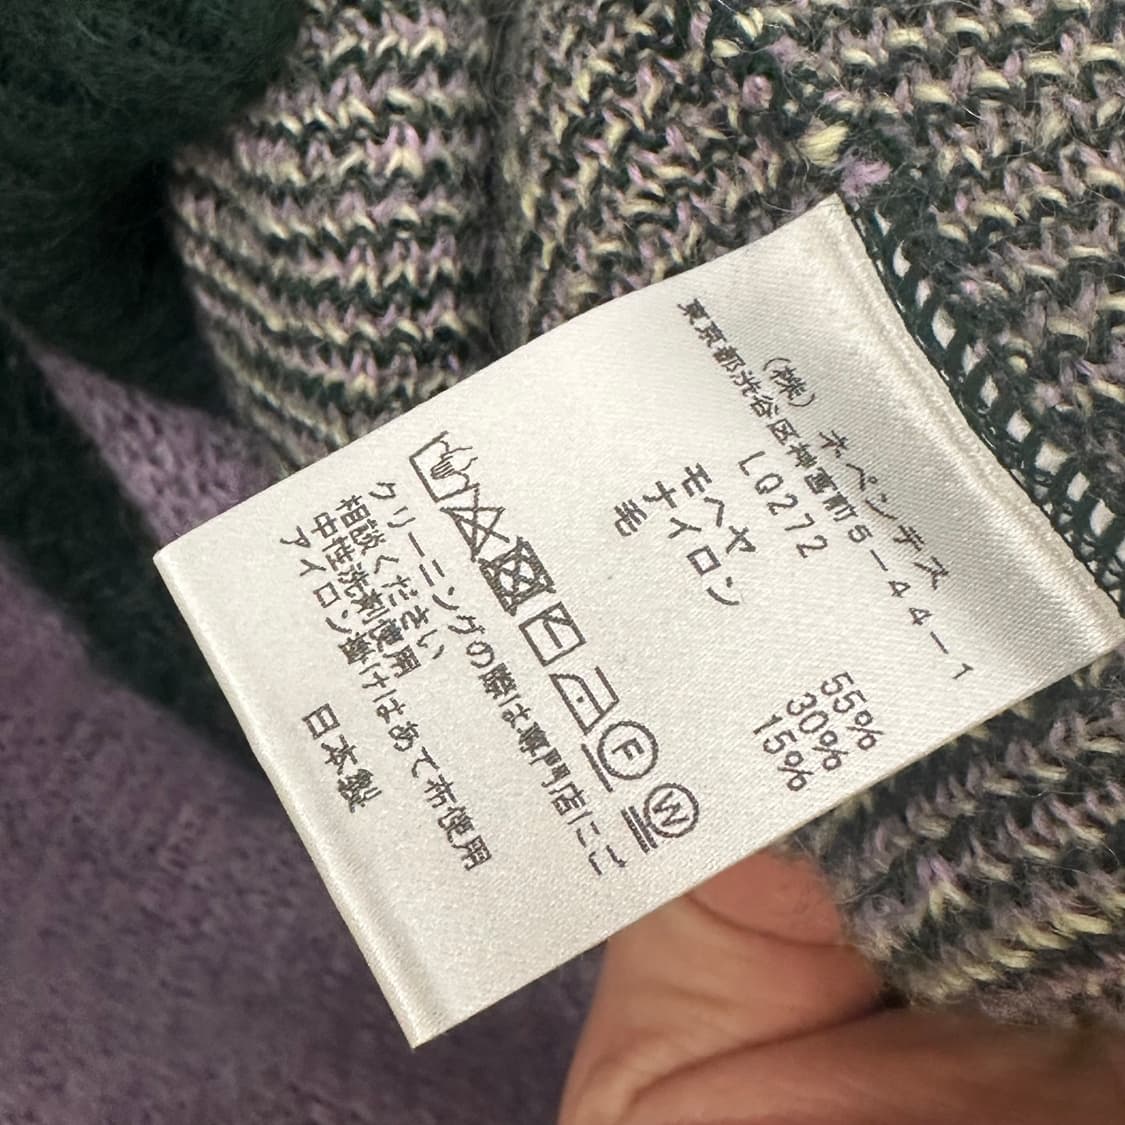 (株) ネペンテス
東京都渋谷区神宮前5-44-1
LQ272
モヘヤ 55%
ナイロン 30%
毛 15%
F W
クリーニングの際は専門店にご
相談ください
中性洗剤使用
アイロン掛けはあて布使用
日本製